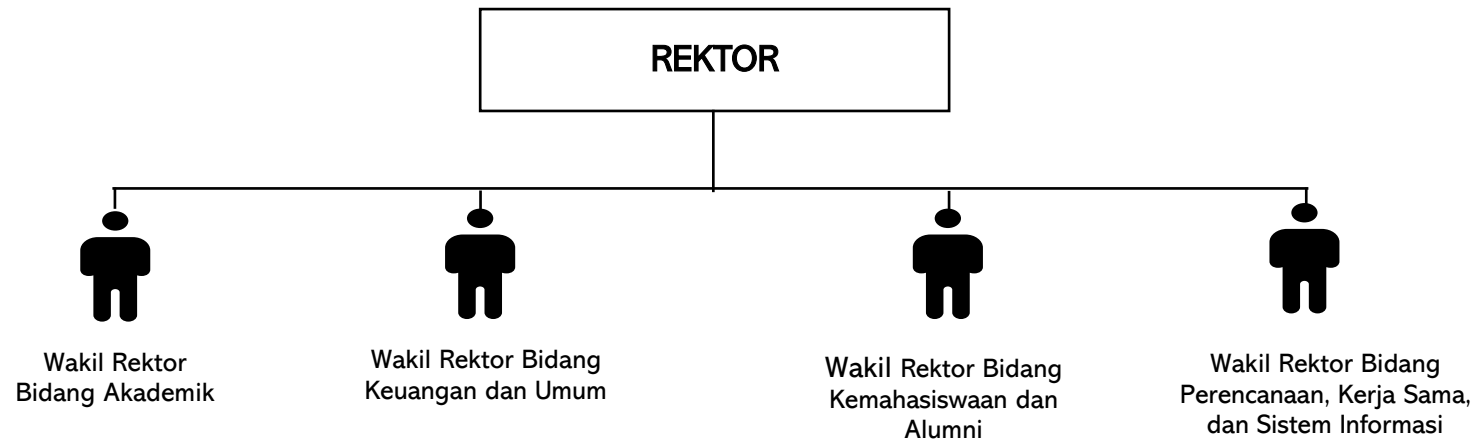 REKTOR
Wakil Rektor
Bidang Akademik
Wakil Rektor Bidang
Keuangan dan Umum
Wakil Rektor Bidang
Kemahasiswaan dan
Alumni
Wakil Rektor Bidang
Perencanaan, Kerja Sama,
dan Sistem Informasi